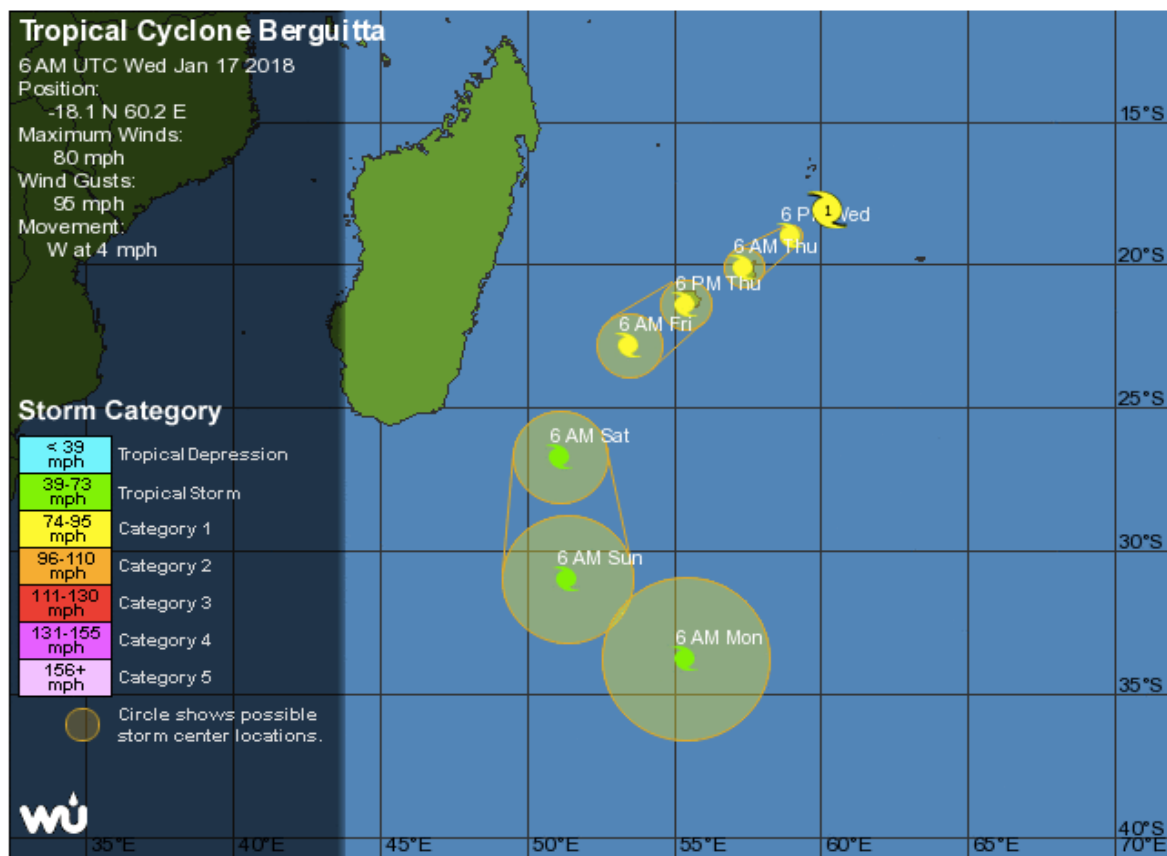 Tropical Cyclone Berguitta
6 AM UTC Wed Jan 17 2018
Position:
-18.1 N 60.2 E
Maximum Winds:
80 mph
Wind Gusts:
95 mph
Movement:
W at 4 mph
15°S
1
6 PM Wed
6 AM Thu
20°S
6 PM Thu
6 AM Fri
25°S
Storm Category
6 AM Sat
< 39 mph
Tropical Depression
39-73 mph
Tropical Storm
74-95 mph
Category 1
96-110 mph
Category 2
30°S
6 AM Sun
111-130 mph
Category 3
131-155 mph
Category 4
6 AM Mon
156+ mph
Category 5
35°S
Circle shows possible
storm center locations.
wu
40°S
35°E 40°E 45°E 50°E 55°E 60°E 65°E 70°E